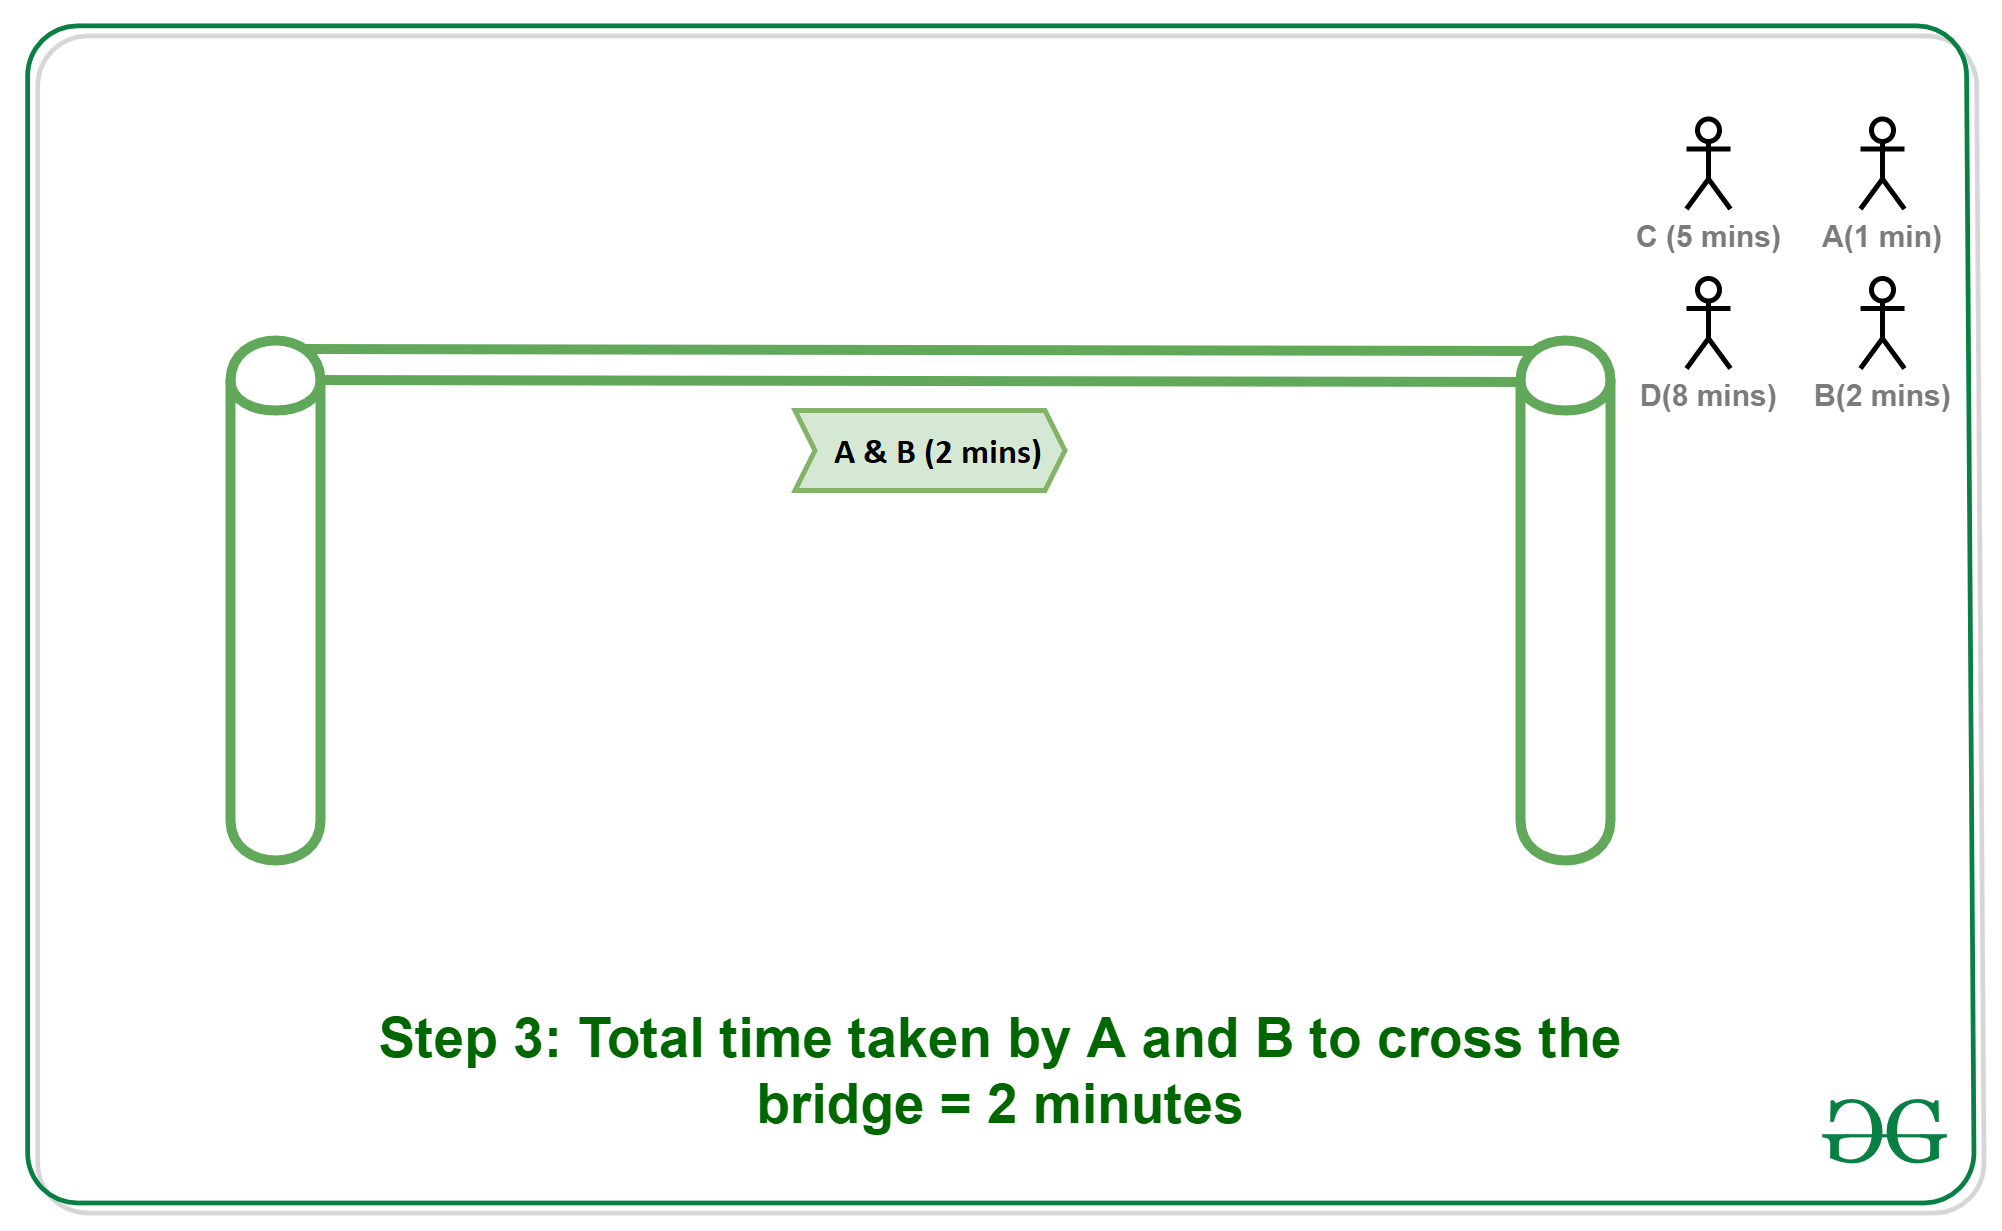 C (5 mins)
A(1 min)
D(8 mins)
B(2 mins)
A & B (2 mins)
Step 3: Total time taken by A and B to cross the
bridge = 2 minutes